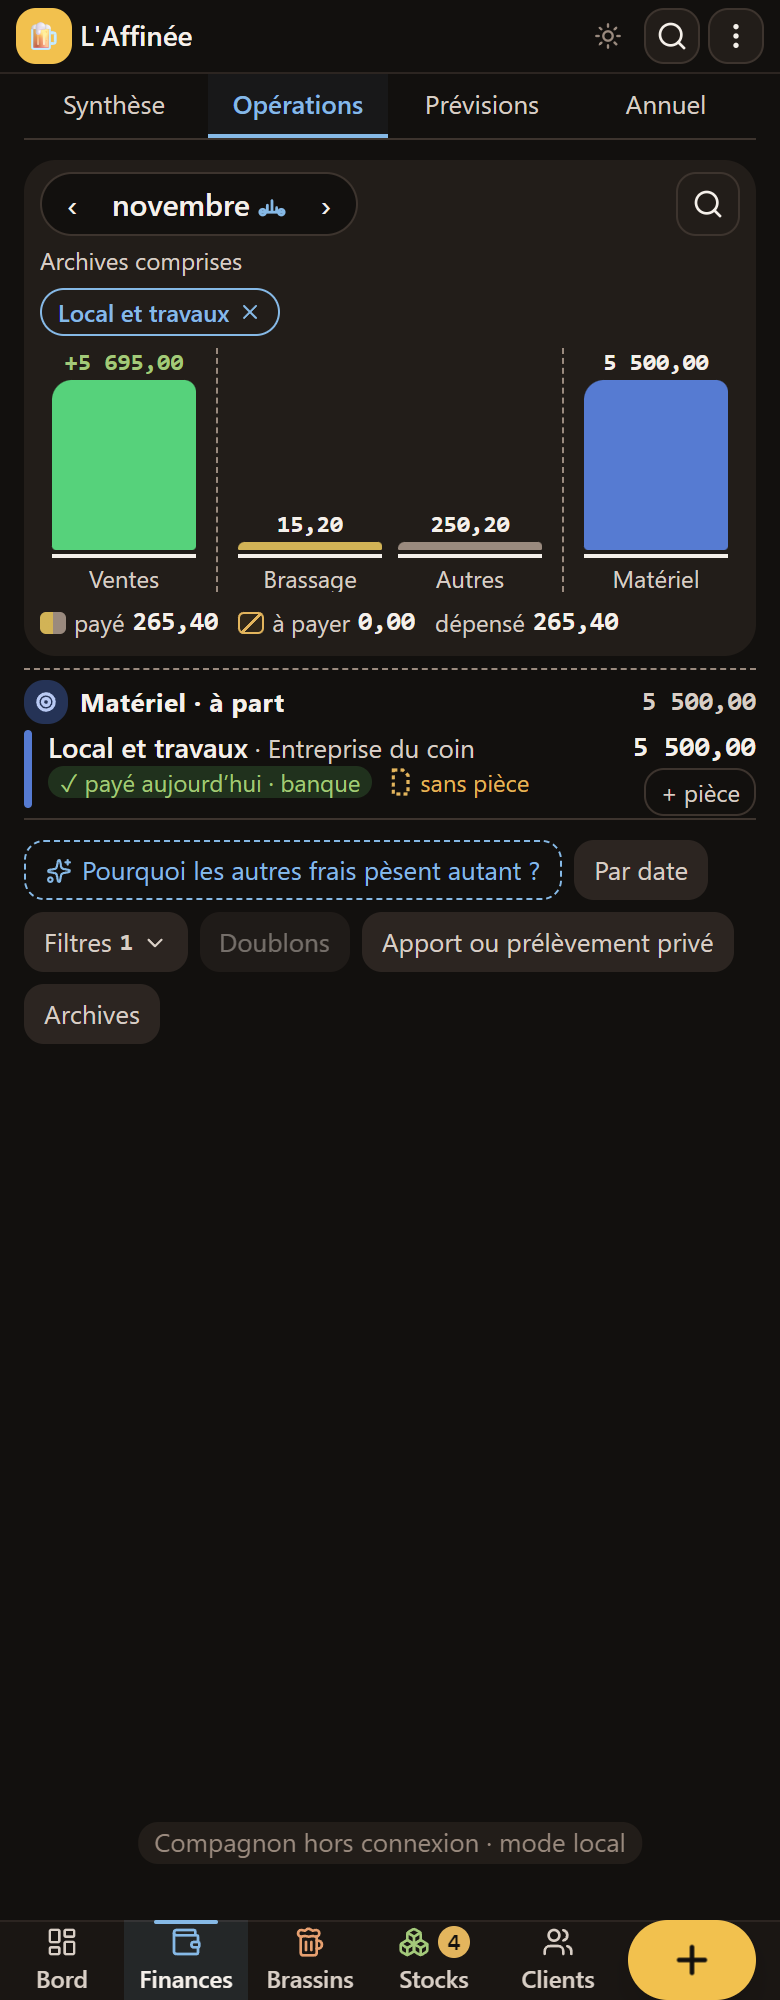 L'Affinée
Synthèse Opérations Prévisions Annuel
‹ novembre ›
Archives comprises
Local et travaux ×
+5 695,00 5 500,00
15,20 250,20
Ventes Brassage Autres Matériel
payé 265,40 à payer 0,00 dépensé 265,40
Matériel · à part 5 500,00
Local et travaux · Entreprise du coin 5 500,00
✓ payé aujourd’hui · banque sans pièce + pièce
Pourquoi les autres frais pèsent autant ? Par date
Filtres 1 Doublons Apport ou prélèvement privé
Archives
Compagnon hors connexion · mode local
4
Bord Finances Brassins Stocks Clients +